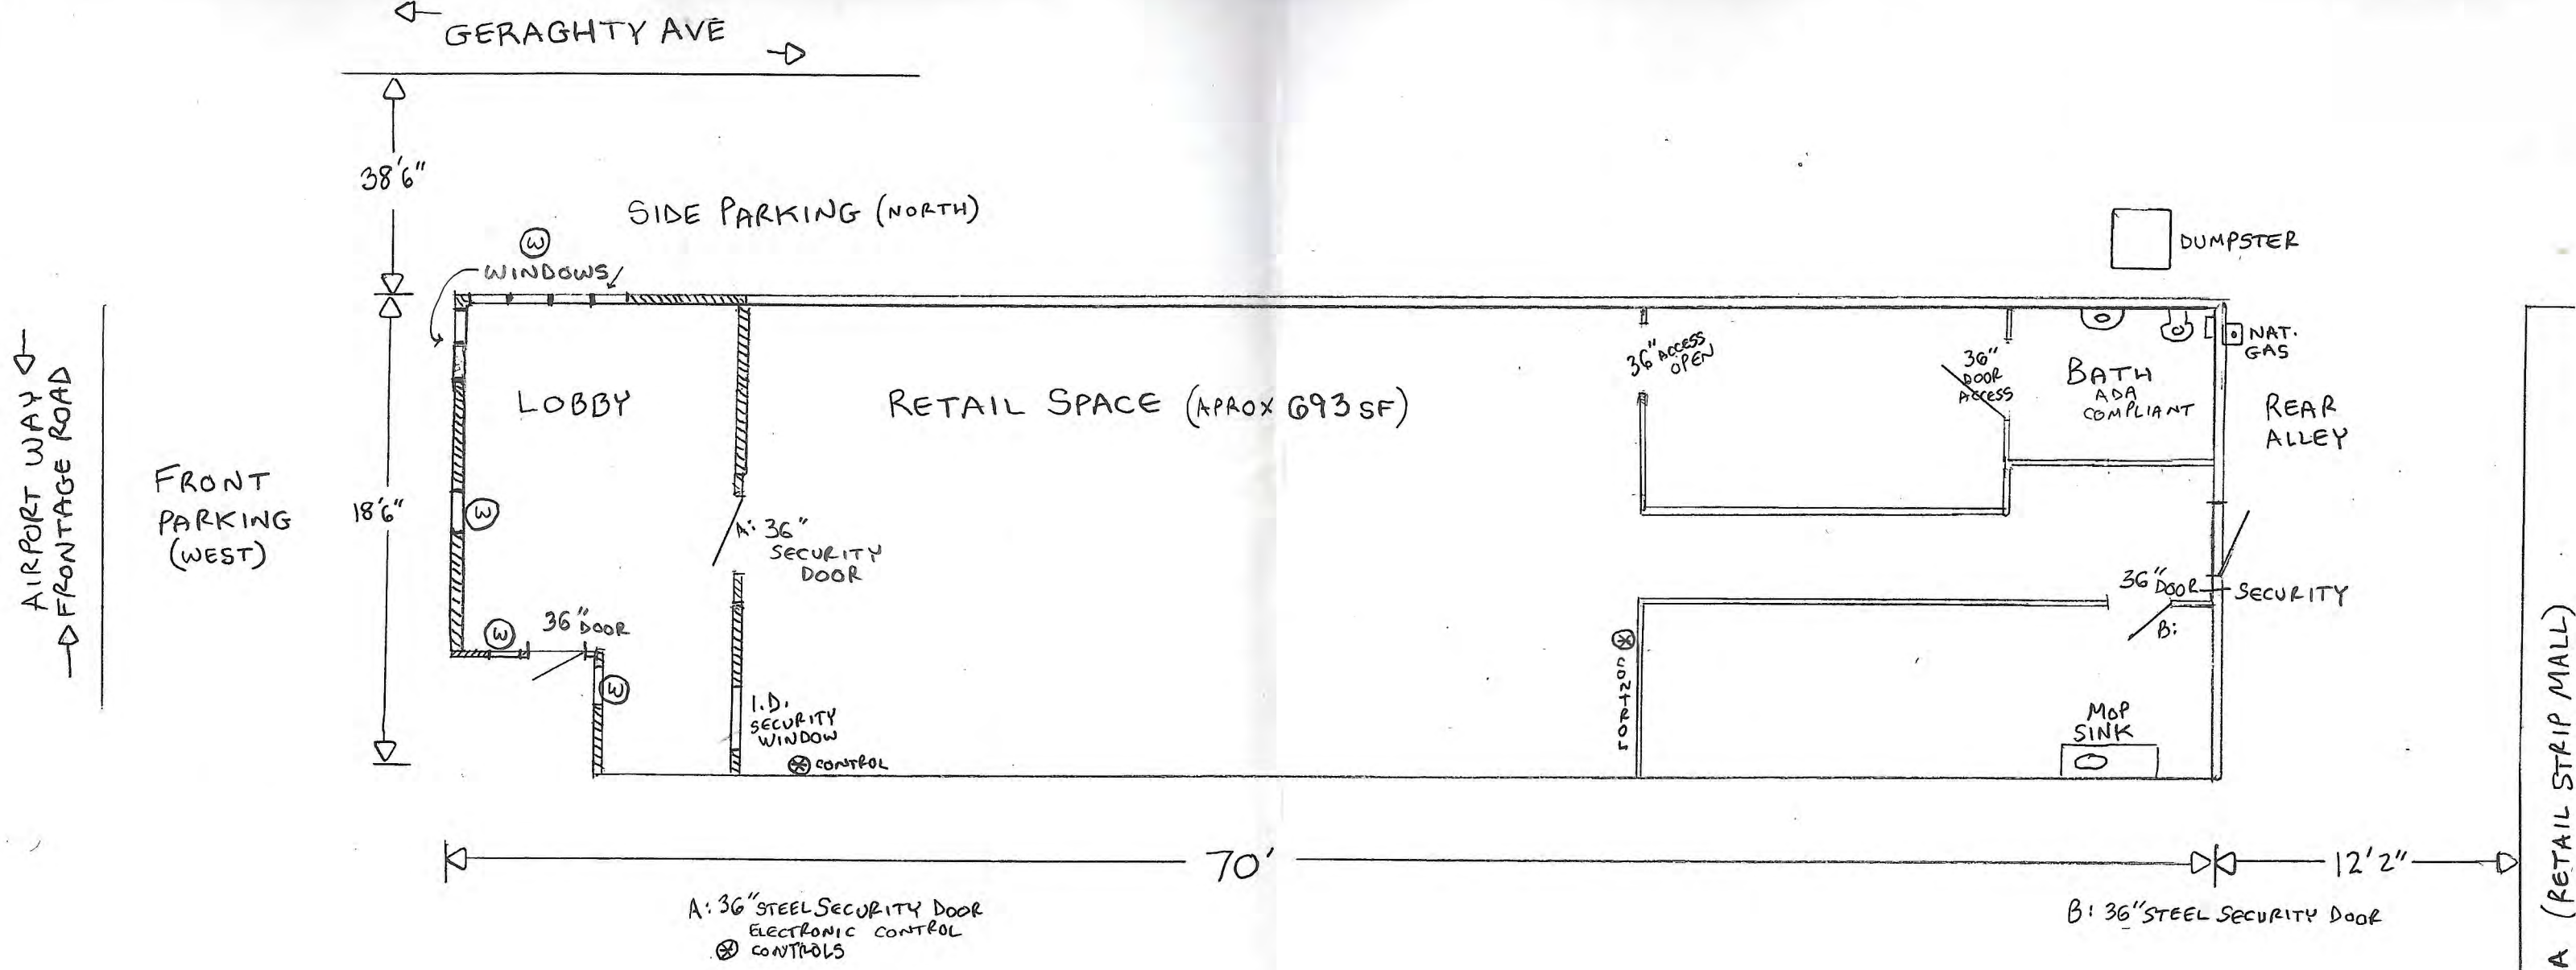 GERAGHTY AVE
38'6"
SIDE PARKING (NORTH)
W
WINDOWS
DUMPSTER
NAT.
GAS
36" ACCESS
OPEN
36"
DOOR
ACCESS
BATH
ADA
COMPLIANT
REAR
ALLEY
LOBBY
RETAIL SPACE (APROX 693 SF)
AIRPORT WAY
FRONTAGE ROAD
FRONT
PARKING
(WEST)
18'6"
W
A: 36"
SECURITY
DOOR
36" DOOR
SECURITY
B:
W
36" DOOR
W
I.D.
SECURITY
WINDOW
CONTROL
CONTROL
MOP
SINK
70'
12'2"
A: 36" STEEL SECURITY DOOR
ELECTRONIC CONTROL
CONTROLS
B: 36" STEEL SECURITY DOOR
A (RETAIL STRIP MALL)